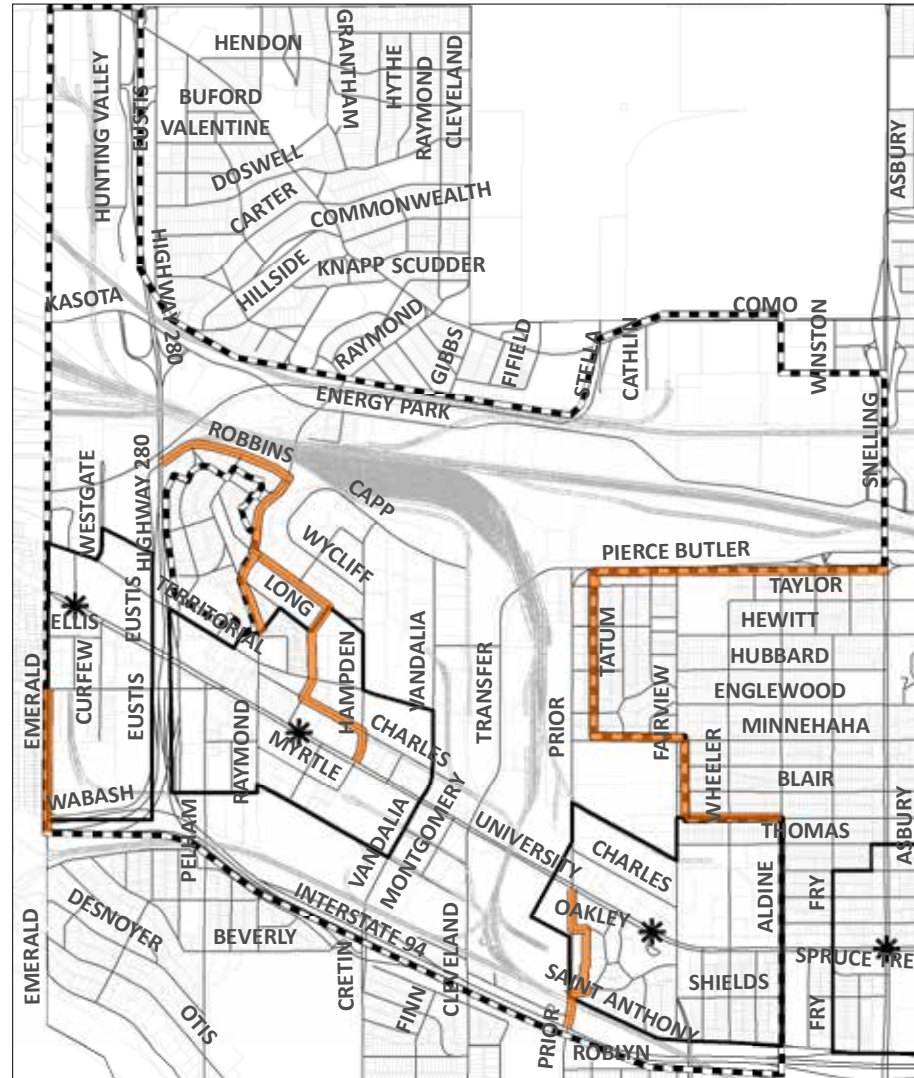 HENDON
GRANTHAM
HYTHE
RAYMOND
CLEVELAND
HUNTING VALLEY
EUSTIS
BUFORD
VALENTINE
ASBURY
DOSWELL
CARTER
COMMONWEALTH
HIGHWAY 280
HILLSIDE
KNAPP
SCUDDER
KASOTA
RAYMOND
GIBBS
FIFIELD
STELLA
CATHLIN
COMO
WINSTON
ENERGY PARK
ROBBINS
SNELLING
WESTGATE
HIGHWAY 280
CAPP
WYCLIFF
PIERCE BUTLER
LONG
TAYLOR
TERRITORIAL
ELLIS
EUSTIS
TATUM
HEWITT
HUBBARD
EMERALD
CURFEW
EUSTIS
RAYMOND
HAMPDEN
VANDALIA
TRANSFER
PRIOR
FAIRVIEW
ENGLEWOOD
MINNEHAHA
CHARLES
MYRTLE
WHEELER
BLAIR
WABASH
PELHAM
VANDALIA
MONTGOMERY
UNIVERSITY
THOMAS
ASBURY
CHARLES
INTERSTATE 94
OAKLEY
ALDINE
FRY
EMERALD
DESNOYER
BEVERLY
CRETIN
CLEVELAND
SPRUCE TRE
SHIELDS
SAINT ANTHONY
OTIS
FINN
PRIOR
ROBLYN
FRY